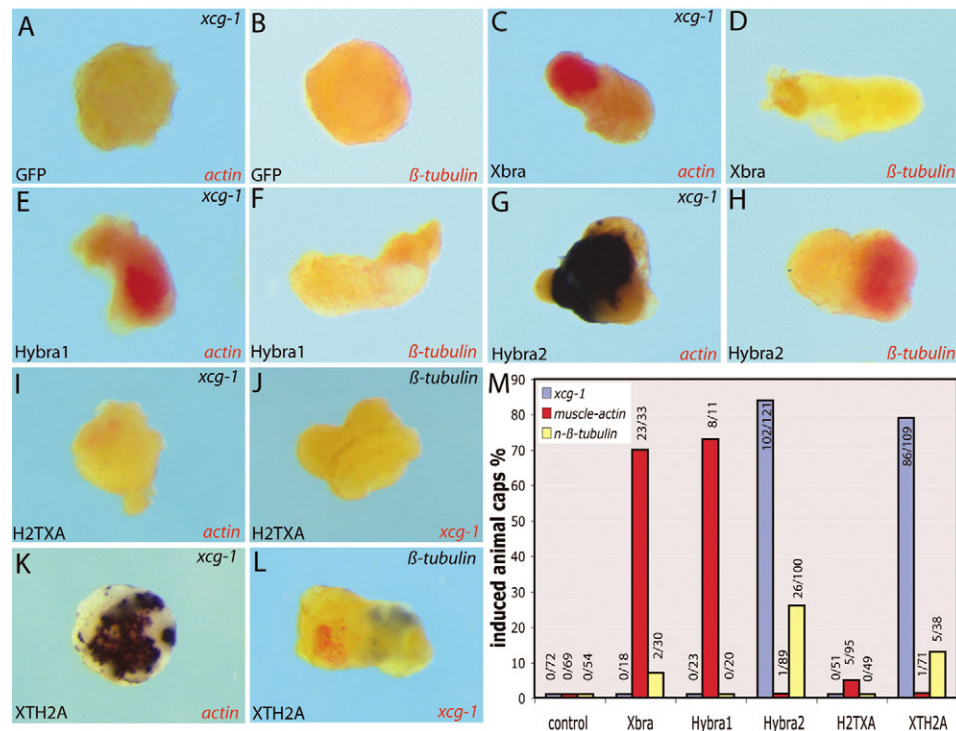 A
xcg-1
GFP
actin
B
GFP
ß-tubulin
C
xcg-1
Xbra
actin
D
Xbra
ß-tubulin
E
xcg-1
Hybra1
actin
F
Hybra1
ß-tubulin
G
xcg-1
Hybra2
actin
H
Hybra2
ß-tubulin
I
xcg-1
H2TXA
actin
J
ß-tubulin
H2TXA
xcg-1
K
xcg-1
XTH2A
actin
L
ß-tubulin
XTH2A
xcg-1
M
induced animal caps %
90
80
70
60
50
40
30
20
10
0
xcg-1
muscle-actin
n-ß-tubulin
0/72
0/69
0/54
0/18
23/33
2/30
0/23
8/11
0/20
102/121
1/89
26/100
0/51
5/95
0/49
86/109
1/71
5/38
control
Xbra
Hybra1
Hybra2
H2TXA
XTH2A